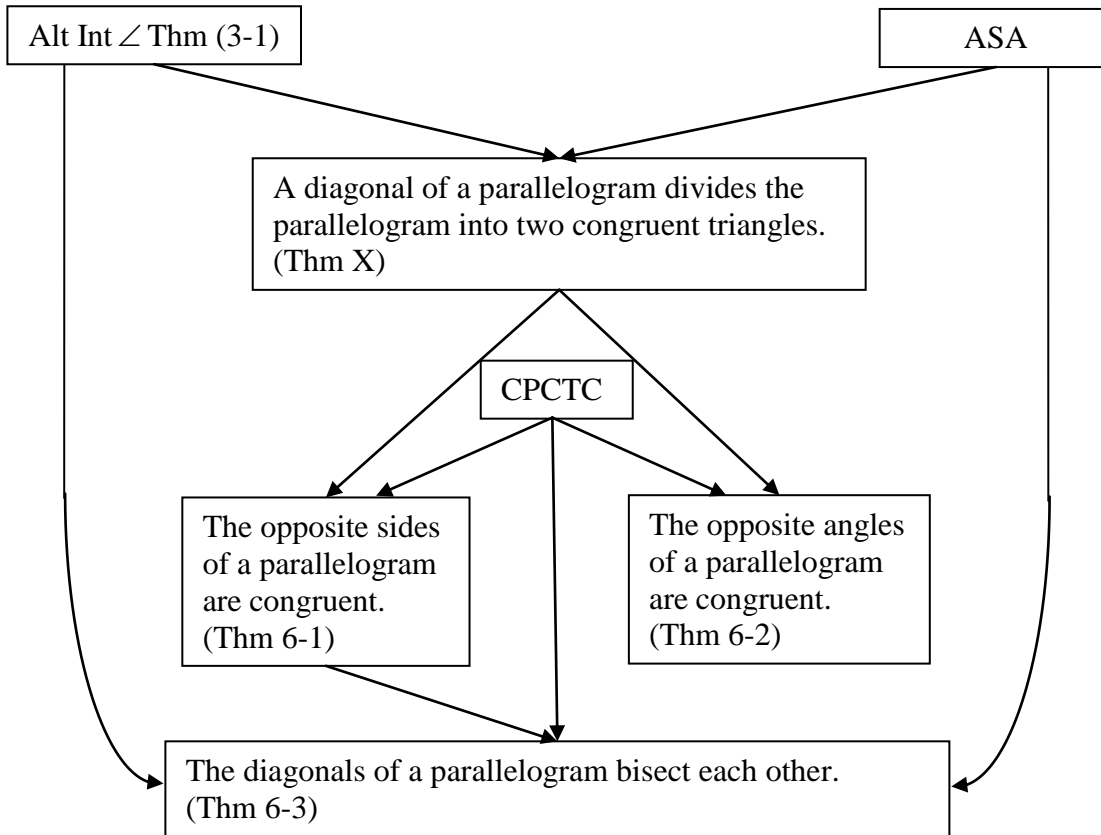 Alt Int ∠ Thm (3-1)
ASA
A diagonal of a parallelogram divides the
parallelogram into two congruent triangles.
(Thm X)
CPCTC
The opposite sides
of a parallelogram
are congruent.
(Thm 6-1)
The opposite angles
of a parallelogram
are congruent.
(Thm 6-2)
The diagonals of a parallelogram bisect each other.
(Thm 6-3)